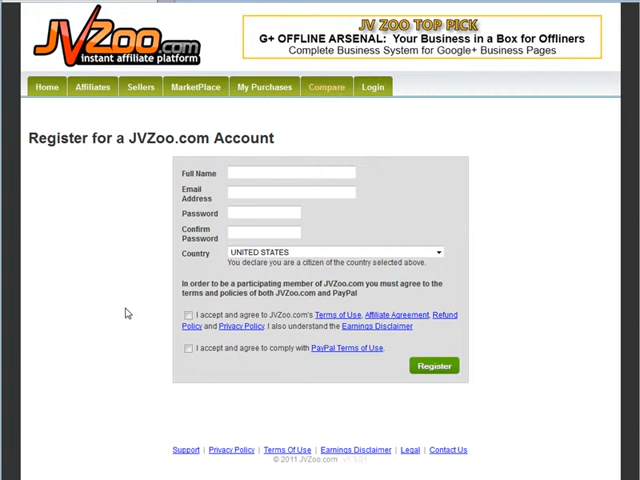 JVZoo.com
instant affiliate platform
JV ZOO TOP PICK
G+ OFFLINE ARSENAL: Your Business in a Box for Offliners
Complete Business System for Google+ Business Pages
Home Affiliates Sellers MarketPlace My Purchases Compare Login
Register for a JVZoo.com Account
Full Name
Email
Address
Password
Confirm
Password
Country UNITED STATES
You declare you are a citizen of the country selected above.
In order to be a participating member of JVZoo.com you must agree to the
terms and policies of both JVZoo.com and PayPal
I accept and agree to JVZoo.com's Terms of Use, Affiliate Agreement, Refund
Policy and Privacy Policy. I also understand the Earnings Disclaimer
I accept and agree to comply with PayPal Terms of Use.
Register
Support | Privacy Policy | Terms Of Use | Earnings Disclaimer | Legal | Contact Us
© 2011 JVZoo.com